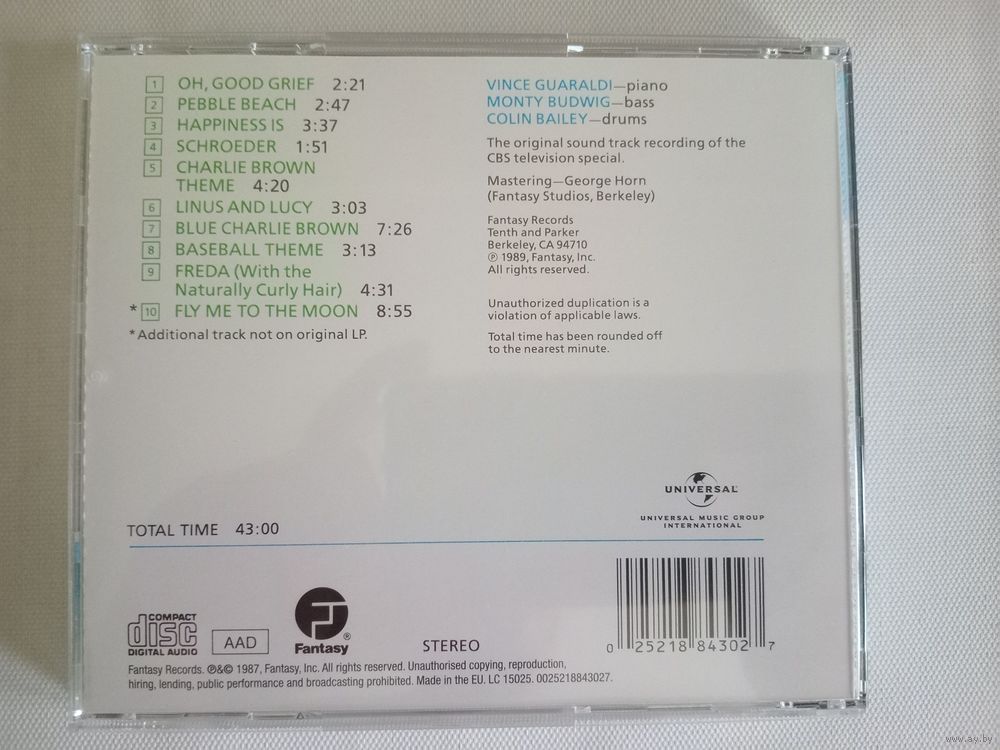 1 OH, GOOD GRIEF 2:21
2 PEBBLE BEACH 2:47
3 HAPPINESS IS 3:37
4 SCHROEDER 1:51
5 CHARLIE BROWN
THEME 4:20
6 LINUS AND LUCY 3:03
7 BLUE CHARLIE BROWN 7:26
8 BASEBALL THEME 3:13
9 FREDA (With the
Naturally Curly Hair) 4:31
* 10 FLY ME TO THE MOON 8:55
*Additional track not on original LP.
VINCE GUARALDI—piano
MONTY BUDWIG—bass
COLIN BAILEY—drums
The original sound track recording of the
CBS television special.
Mastering—George Horn
(Fantasy Studios, Berkeley)
Fantasy Records
Tenth and Parker
Berkeley, CA 94710
℗ 1989, Fantasy, Inc.
All rights reserved.
Unauthorized duplication is a
violation of applicable laws.
Total time has been rounded off
to the nearest minute.
UNIVERSAL
UNIVERSAL MUSIC GROUP
INTERNATIONAL
TOTAL TIME 43:00
COMPACT
disc
DIGITAL AUDIO
AAD
Fantasy®
STEREO
0 25218 84302 7
Fantasy Records. ℗&© 1987, Fantasy, Inc. All rights reserved. Unauthorised copying, reproduction,
hiring, lending, public performance and broadcasting prohibited. Made in the EU. LC 15025. 0025218843027.
www.ay.by